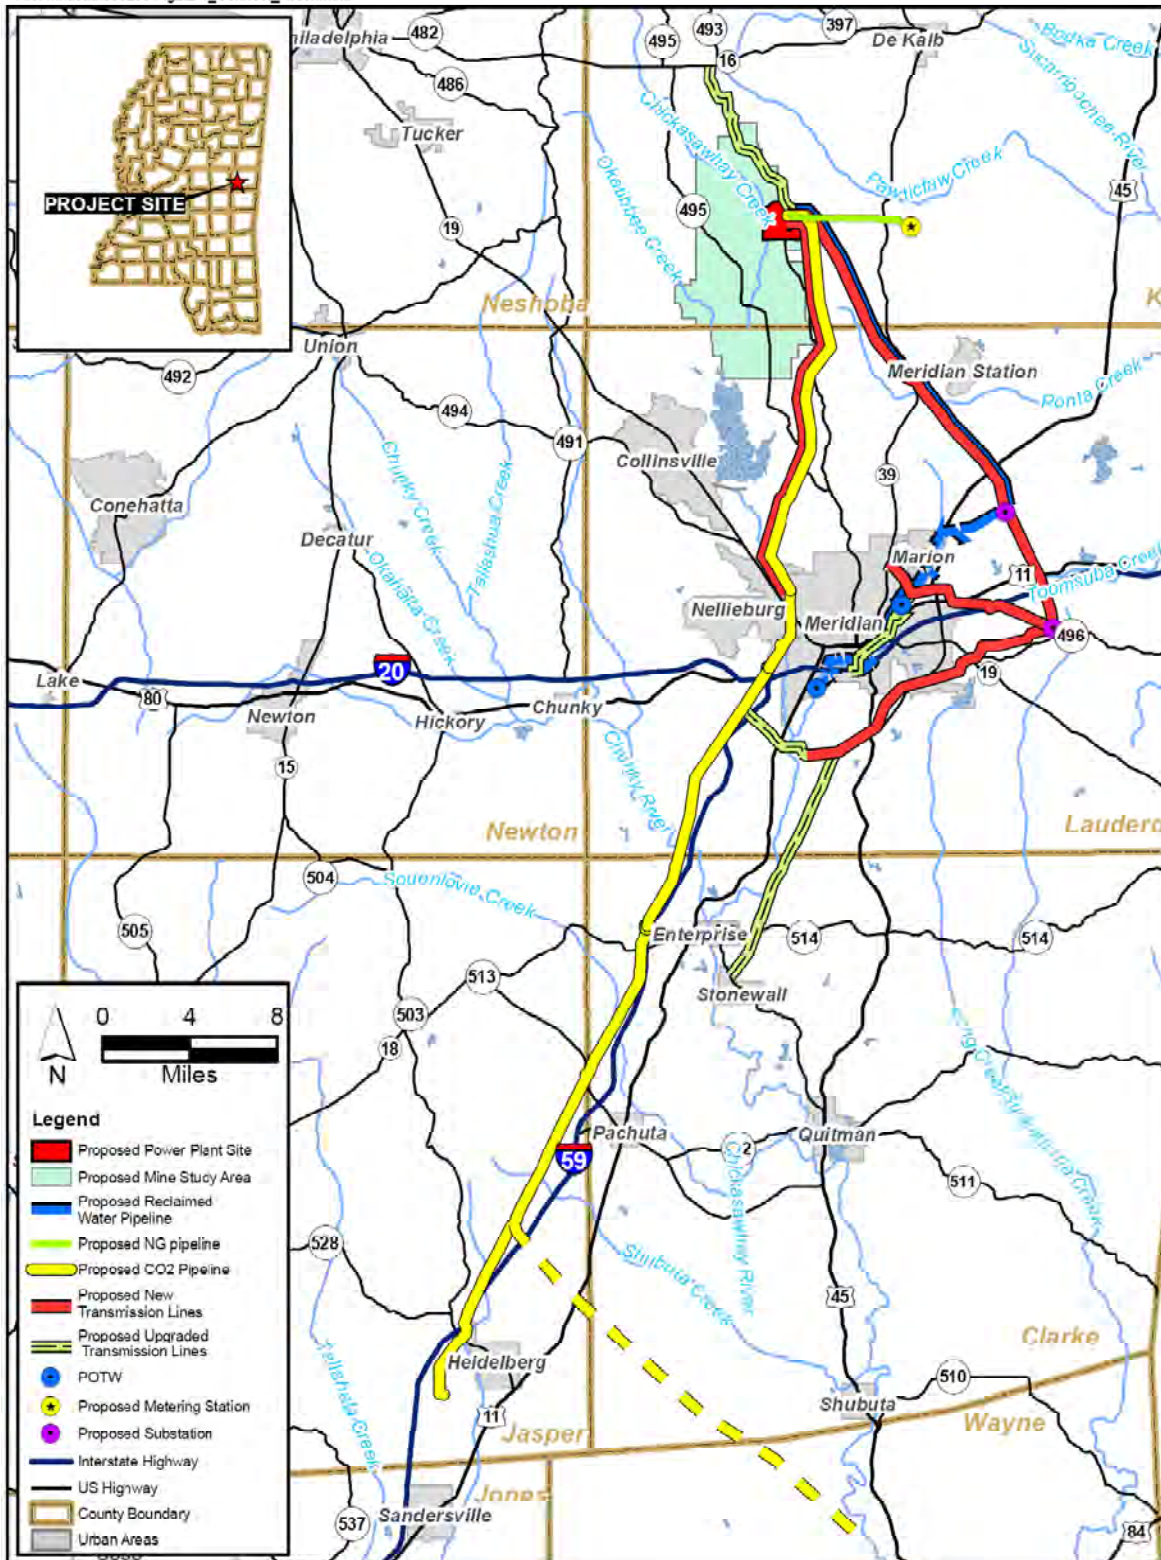 PROJECT SITE
482
495
493
397
De Kalb
Bodka Creek
16
486
Sucarnoochee River
Tucker
Chickasawhay Creek
Okatibbee Creek
Pawticfaw Creek
45
495
19
Neshoba
Union
492
Meridian Station
Ponta Creek
494
491
Collinsville
Chunky Creek
Tallashua Creek
39
Conehatta
Decatur
Okahatta Creek
Marion
11
Toomsuba Creek
Nellieburg
Meridian
496
Lake
20
80
19
Newton
Hickory
Chunky
Chunky River
15
Newton
504
Souenlovie Creek
505
Enterprise
514
514
513
Stonewall
503
18
Pachuta
Quitman
59
511
Chickasawhay River
528
Shubuta Creek
45
Clarke
Heidelberg
510
Shubuta
Tallahala Creek
11
Jasper
Wayne
Jones
Sandersville
537
84
0 4 8
Miles
N
Legend
Proposed Power Plant Site
Proposed Mine Study Area
Proposed Reclaimed
Water Pipeline
Proposed NG pipeline
Proposed CO2 Pipeline
Proposed New
Transmission Lines
Proposed Upgraded
Transmission Lines
POTW
Proposed Metering Station
Proposed Substation
Interstate Highway
US Highway
County Boundary
Urban Areas